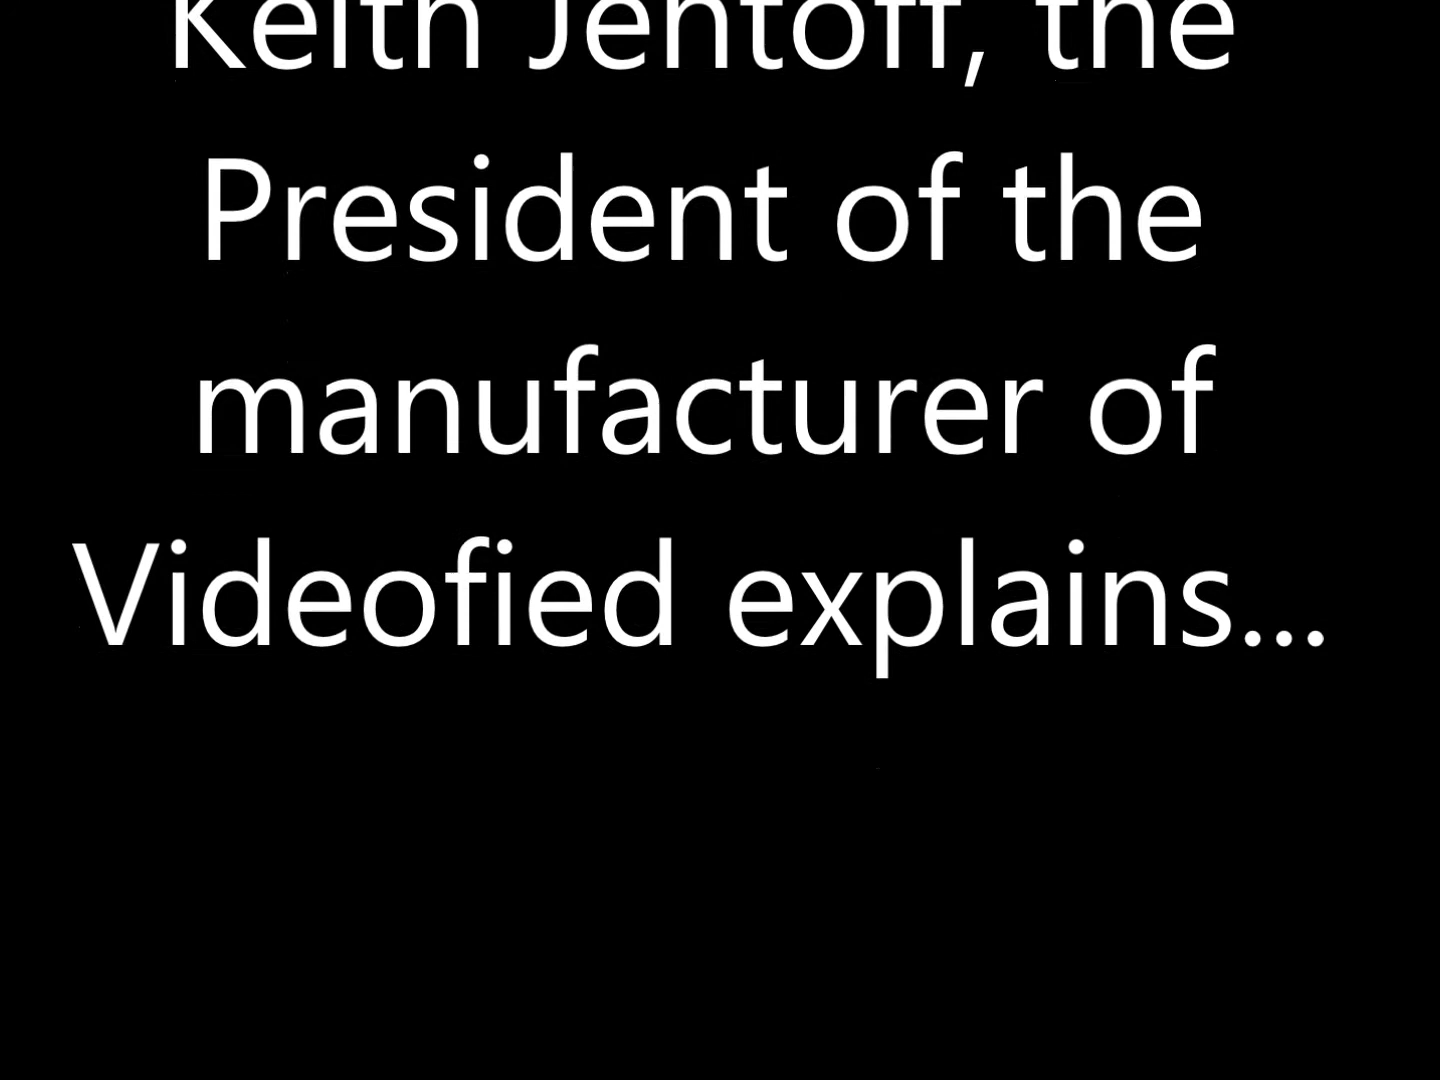 Keith Jentoff, the
President of the
manufacturer of
Videofied explains...